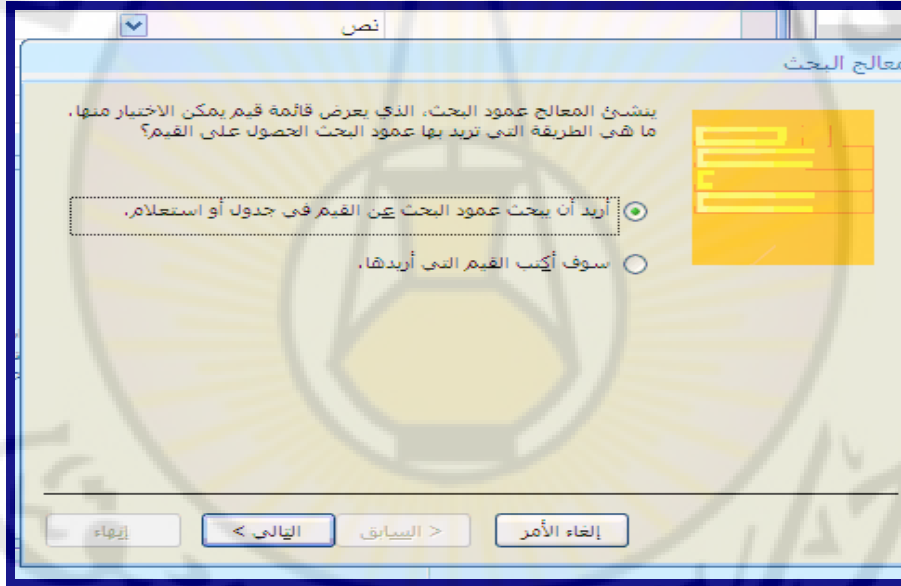 نص
معالج البحث
ينشئ المعالج عمود البحث، الذي يعرض قائمة قيم يمكن الاختيار منها.
ما هي الطريقة التي تريد بها عمود البحث الحصول على القيم؟
أريد أن يبحث عمود البحث عن القيم في جدول أو استعلام.
سوف أكتب القيم التي أريدها.
إلغاء الأمر
< السابق
التالي >
إنهاء